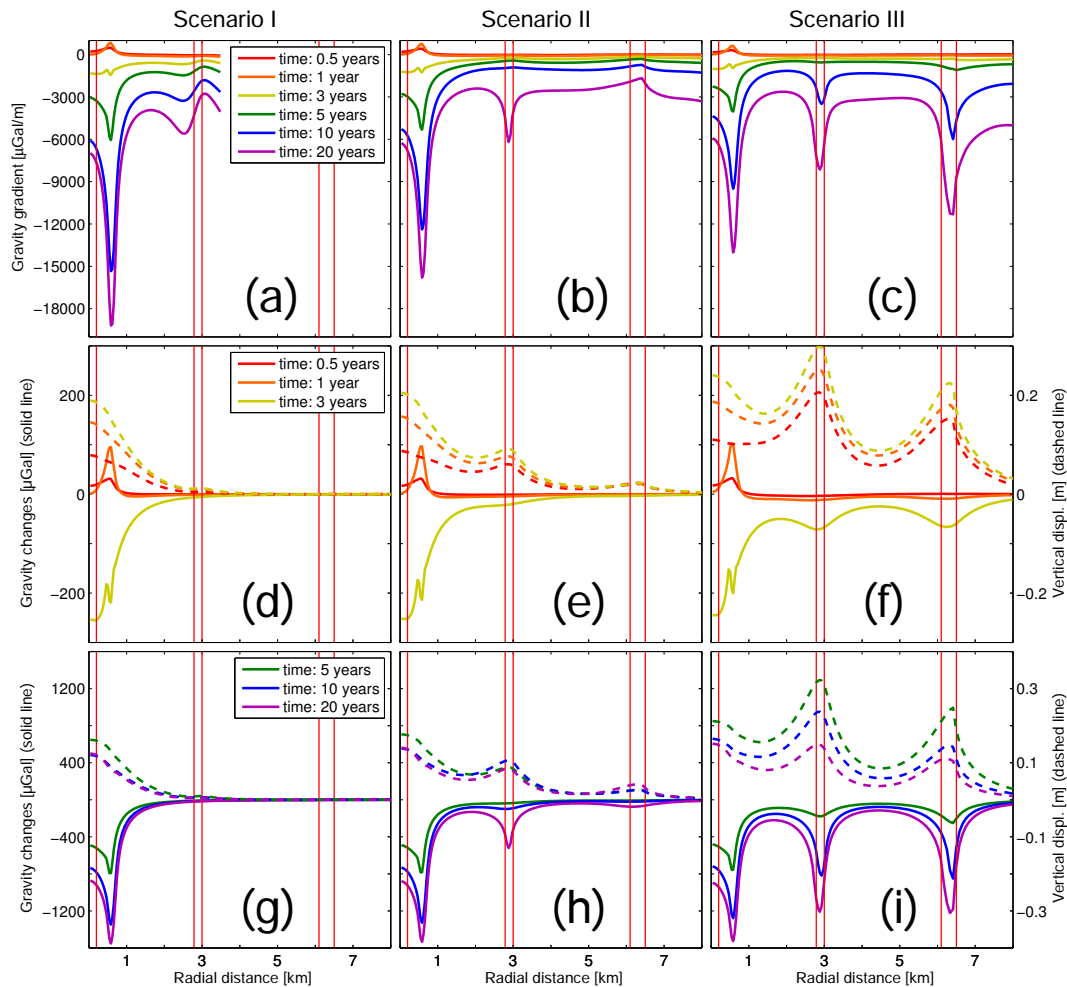 Scenario I
Scenario II
Scenario III
Gravity gradient [µGal/m]
0
−3000
−6000
−9000
−12000
−15000
−18000
time: 0.5 years
time: 1 year
time: 3 years
time: 5 years
time: 10 years
time: 20 years
(a)
(b)
(c)
Gravity changes [µGal] (solid line)
200
0
−200
time: 0.5 years
time: 1 year
time: 3 years
(d)
(e)
(f)
0.2
0
−0.2
Vertical displ. [m] (dashed line)
Gravity changes [µGal] (solid line)
1200
400
−400
−1200
time: 5 years
time: 10 years
time: 20 years
(g)
(h)
(i)
0.3
0.1
−0.1
−0.3
Vertical displ. [m] (dashed line)
1 3 5 7
1 3 5 7
1 3 5 7
Radial distance [km]
Radial distance [km]
Radial distance [km]